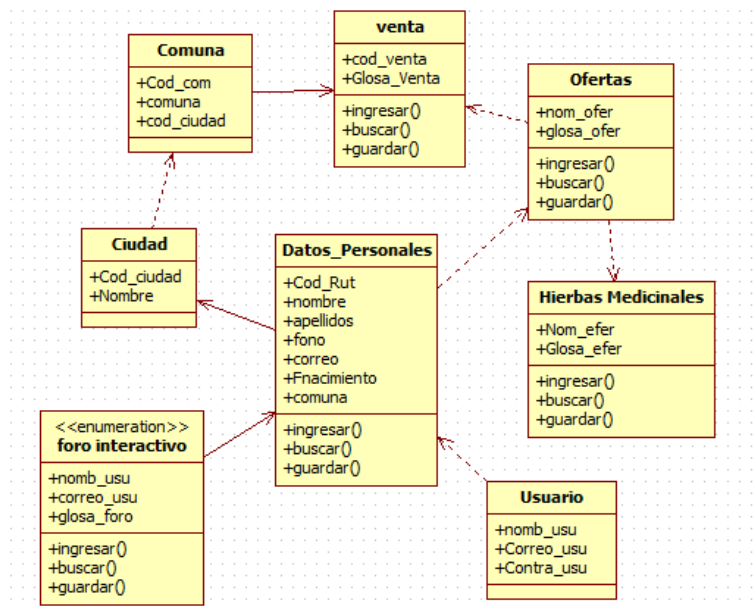 Comuna
+Cod_com
+comuna
+cod_ciudad
venta
+cod_venta
+Glosa_Venta
+ingresar()
+buscar()
+guardar()
Ofertas
+nom_ofer
+glosa_ofer
+ingresar()
+buscar()
+guardar()
Ciudad
+Cod_ciudad
+Nombre
Datos_Personales
+Cod_Rut
+nombre
+apellidos
+fono
+correo
+Fnacimiento
+comuna
+ingresar()
+buscar()
+guardar()
Hierbas Medicinales
+Nom_efer
+Glosa_efer
+ingresar()
+buscar()
+guardar()
<<enumeration>>
foro interactivo
+nomb_usu
+correo_usu
+glosa_foro
+ingresar()
+buscar()
+guardar()
Usuario
+nomb_usu
+Correo_usu
+Contra_usu